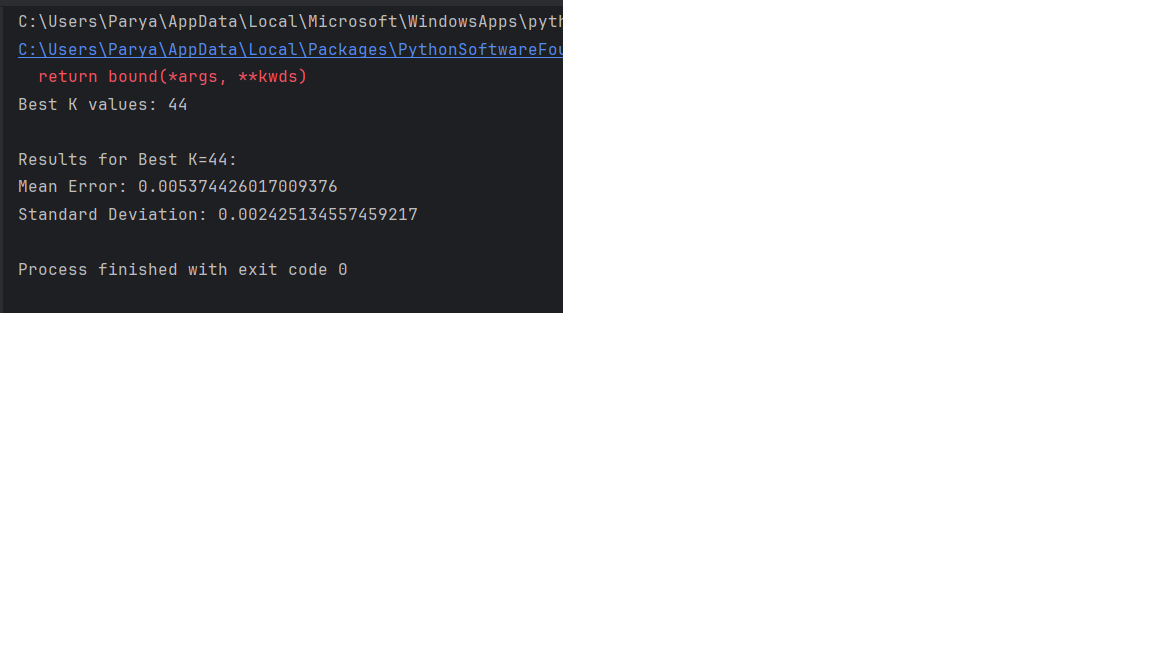 C:\Users\Parya\AppData\Local\Microsoft\WindowsApps\pyth
C:\Users\Parya\AppData\Local\Packages\PythonSoftwareFou
return bound(*args, **kwds)
Best K values: 44
Results for Best K=44:
Mean Error: 0.005374426017009376
Standard Deviation: 0.002425134557459217
Process finished with exit code 0